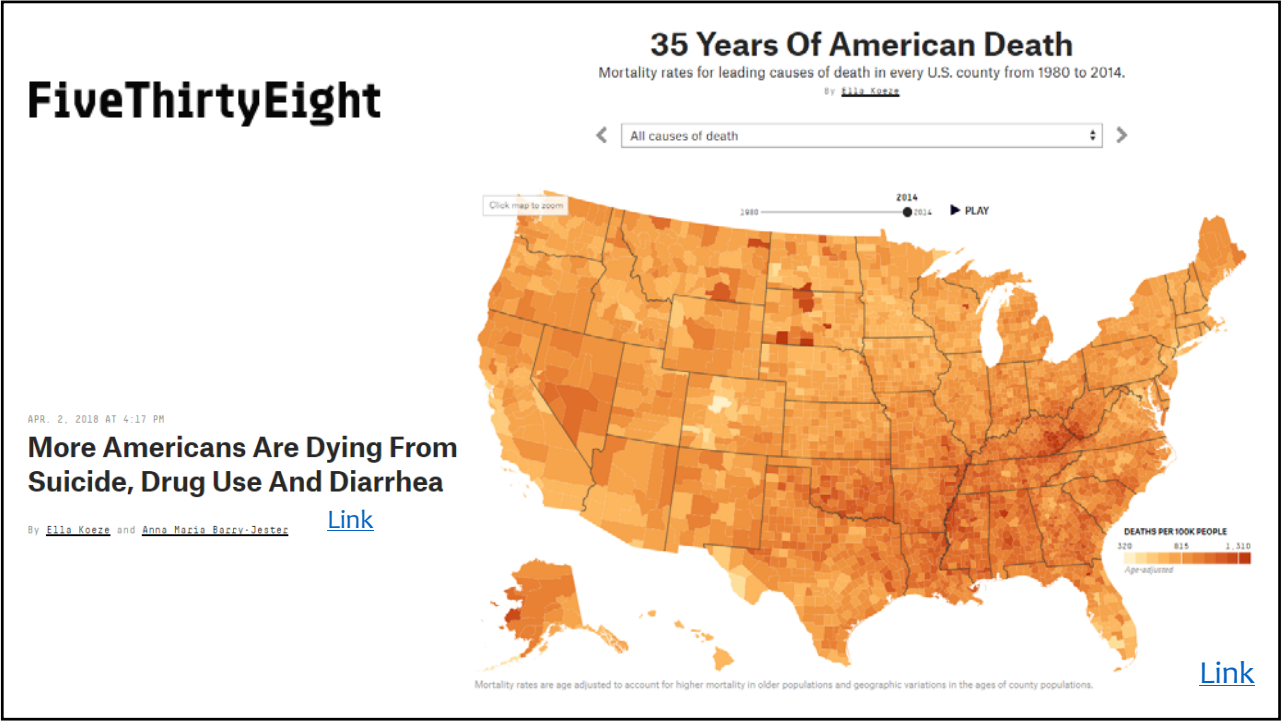 FiveThirtyEight
APR. 2, 2018 AT 4:17 PM
More Americans Are Dying From
Suicide, Drug Use And Diarrhea
By Ella Koeze and Anna Maria Barry-Jester
Link
35 Years Of American Death
Mortality rates for leading causes of death in every U.S. county from 1980 to 2014.
By Ella Koeze
All causes of death
Click map to zoom
2014
1980
2014
PLAY
DEATHS PER 100K PEOPLE
320 815 1,310
Age-adjusted
Mortality rates are age adjusted to account for higher mortality in older populations and geographic variations in the ages of county populations.
Link